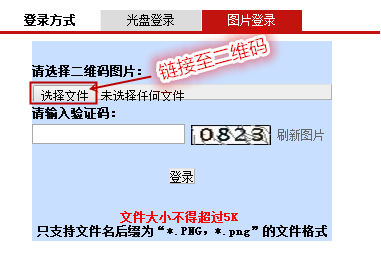 登录方式 光盘登录 图片登录
链接至二维码
请选择二维码图片：
选择文件 未选择任何文件
请输入验证码：
0823 刷新图片
登录
文件大小不得超过5K
只支持文件名后缀为“*.PNG，*.png”的文件格式